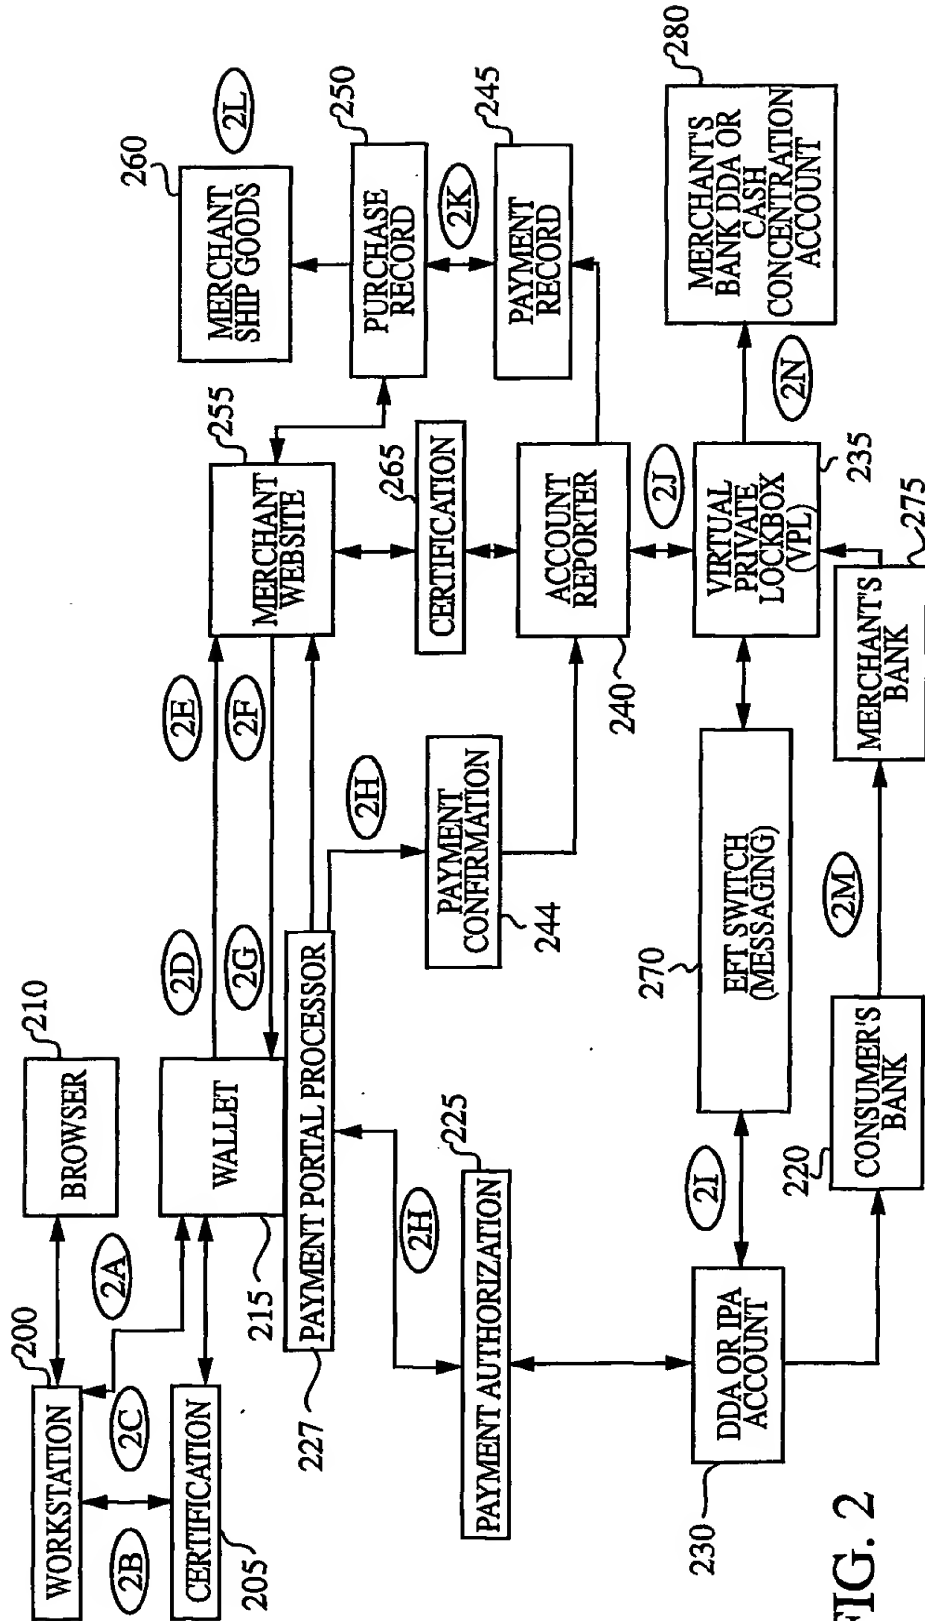 200
WORKSTATION
210
BROWSER
2A
2B
2C
CERTIFICATION
205
WALLET
215
2D
2E
2G
2F
MERCHANT
WEBSITE
255
260
MERCHANT
SHIP GOODS
2L
PAYMENT PORTAL PROCESSOR
227
2H
PURCHASE
RECORD
250
2K
CERTIFICATION
265
PAYMENT
CONFIRMATION
244
PAYMENT
RECORD
245
2H
PAYMENT AUTHORIZATION
225
ACCOUNT
REPORTER
240
2J
DDA OR IPA
ACCOUNT
230
2I
EFT SWITCH
(MESSAGING)
270
VIRTUAL
PRIVATE
LOCKBOX
(VPL)
235
2N
MERCHANT'S
BANK DDA OR
CASH
CONCENTRATION
ACCOUNT
280
CONSUMER'S
BANK
220
2M
MERCHANT'S
BANK
275
FIG. 2